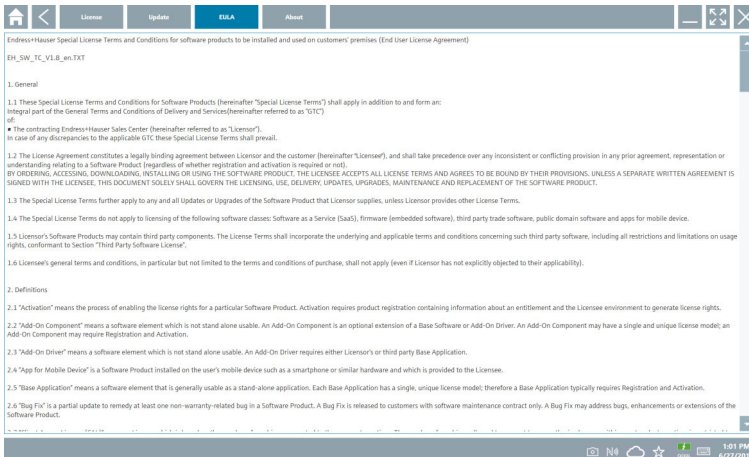 License
Update
EULA
About
Endress+Hauser Special License Terms and Conditions for software products to be installed and used on customers' premises (End User License Agreement)
EH_SW_TC_V1.B_en.TXT
1. General
1.1 These Special License Terms and Conditions for Software Products (hereinafter "Special License Terms") shall apply in addition to and form an:
Integral part of the General Terms and Conditions of Delivery and Services(hereinafter referred to as "GTC")
of:
■ The contracting Endress+Hauser Sales Center (hereinafter referred to as "Licensor").
In case of any discrepancies to the applicable GTC these Special License Terms shall prevail.
1.2 The License Agreement constitutes a legally binding agreement between Licensor and the customer (hereinafter "Licensee"), and shall take precedence over any inconsistent or conflicting provision in any prior agreement, representation or
understanding relating to a Software Product (regardless of whether registration and activation is required or not).
BY ORDERING, ACCESSING, DOWNLOADING, INSTALLING OR USING THE SOFTWARE PRODUCT, THE LICENSEE ACCEPTS ALL LICENSE TERMS AND AGREES TO BE BOUND BY THEIR PROVISIONS. UNLESS A SEPARATE WRITTEN AGREEMENT IS
SIGNED WITH THE LICENSEE, THIS DOCUMENT SOLELY SHALL GOVERN THE LICENSING, USE, DELIVERY, UPDATES, UPGRADES, MAINTENANCE AND REPLACEMENT OF THE SOFTWARE PRODUCT.
1.3 The Special License Terms further apply to any and all Updates or Upgrades of the Software Product that Licensor supplies, unless Licensor provides other License Terms.
1.4 The Special License Terms do not apply to licensing of the following software classes: Software as a Service (SaaS), firmware (embedded software), third party trade software, public domain software and apps for mobile device.
1.5 Licensor's Software Products may contain third party components. The License Terms shall incorporate the underlying and applicable terms and conditions concerning such third party software, including all restrictions and limitations on usage
rights, conformant to Section "Third Party Software License".
1.6 Licensee's general terms and conditions, in particular but not limited to the terms and conditions of purchase, shall not apply (even if Licensor has not explicitly objected to their applicability).
2. Definitions
2.1 "Activation" means the process of enabling the license rights for a particular Software Product. Activation requires product registration containing information about an entitlement and the Licensee environment to generate license rights.
2.2 "Add-On Component" means a software element which is not stand alone usable. An Add-On Component is an optional extension of a Base Software or Add-On Driver. An Add-On Component may have a single and unique license model; an
Add-On Component may require Registration and Activation.
2.3 "Add-On Driver" means a software element which is not stand alone usable. An Add-On Driver requires either Licensor's or third party Base Application.
2.4 "App for Mobile Device" is a Software Product installed on the user's mobile device such as a smartphone or similar hardware and which is provided to the Licensee.
2.5 "Base Application" means a software element that is generally usable as a stand-alone application. Each Base Application has a single, unique license model; therefore a Base Application typically requires Registration and Activation.
2.6 "Bug Fix" is a partial update to remedy at least one non-warranty-related bug in a Software Product. A Bug Fix is released to customers with software maintenance contract only. A Bug Fix may address bugs, enhancements or extensions of the
Software Product.
1:01 PM